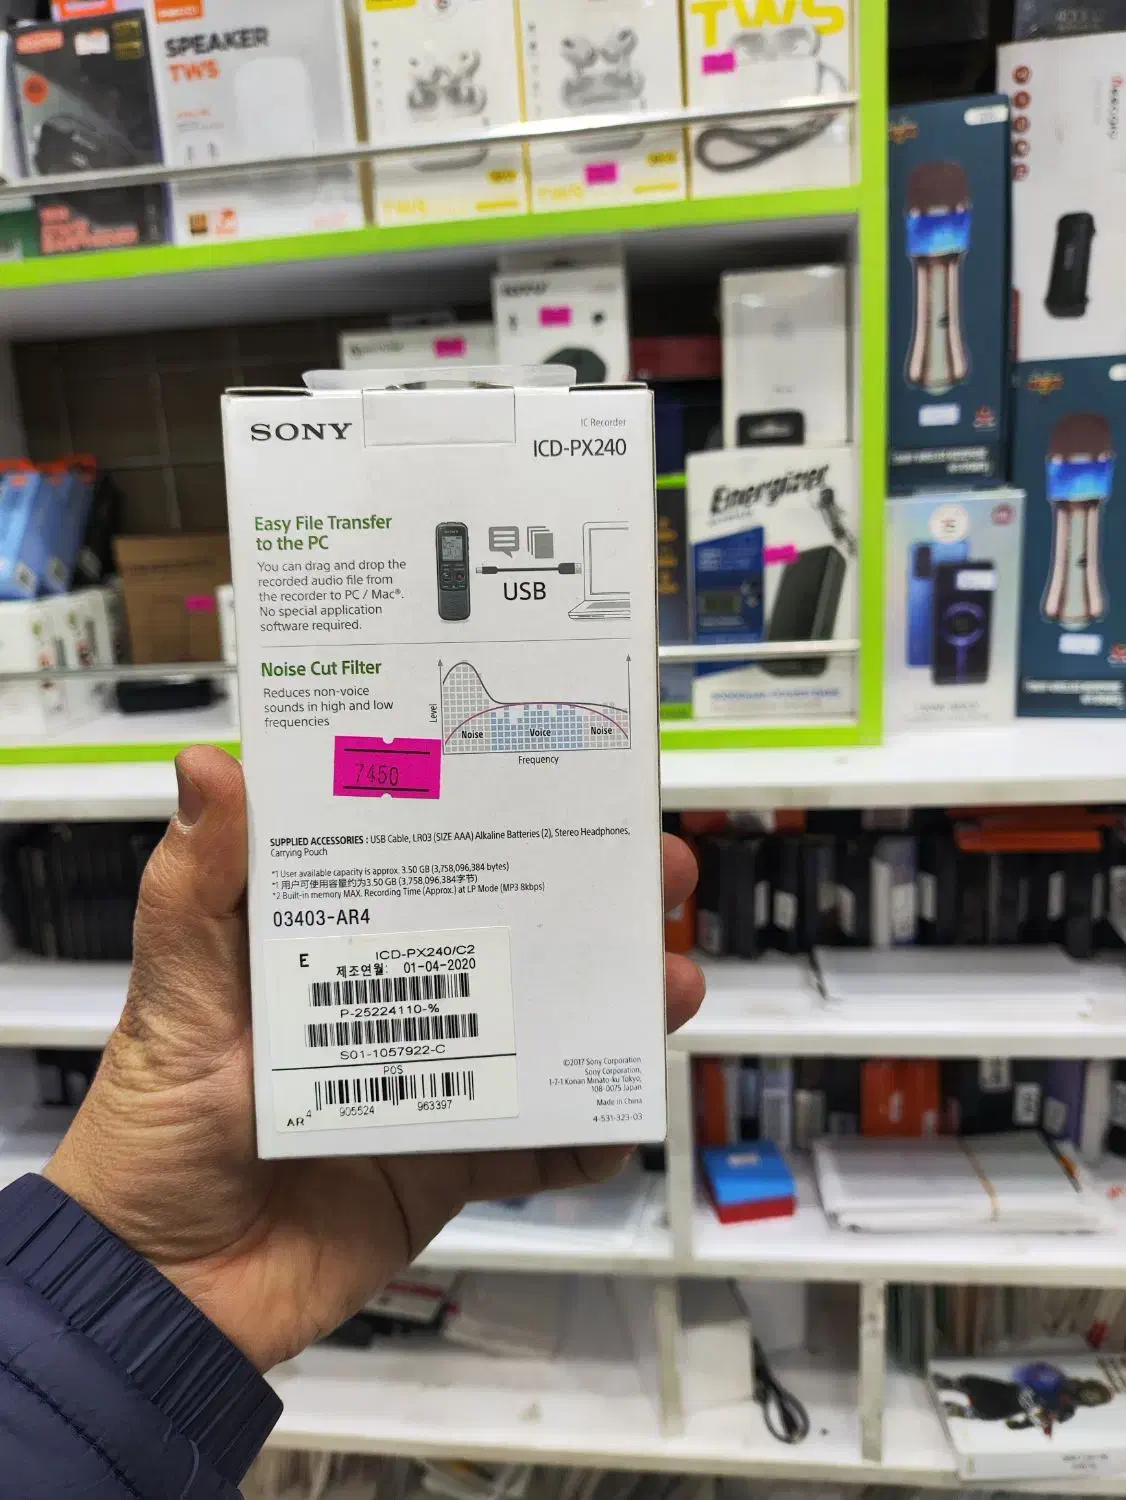 SPEAKER
TWS
TWS
SONY
IC Recorder
ICD-PX240
Easy File Transfer
to the PC
You can drag and drop the
recorded audio file from
the recorder to PC / Mac®.
No special application
software required.
SONY
USB
Noise Cut Filter
Reduces non-voice
sounds in high and low
frequencies
Level
Noise
Voice
Noise
Frequency
7450
SUPPLIED ACCESSORIES : USB Cable, LR03 (SIZE AAA) Alkaline Batteries (2), Stereo Headphones,
Carrying Pouch
*1 User available capacity is approx. 3.50 GB (3,758,096,384 bytes)
*1 用户可使用容量约为3.50 GB (3,758,096,384字节)
*2 Built-in memory MAX. Recording Time (Approx.) at LP Mode (MP3 8kbps)
03403-AR4
E
ICD-PX240/C2
제조연월: 01-04-2020
P-25224110-%
S01-1057922-C
POS
4 905524 963397
AR
©2017 Sony Corporation
Sony Corporation,
1-7-1 Konan Minato-ku Tokyo,
108-0075 Japan
Made in China
4-531-323-03
Energizer